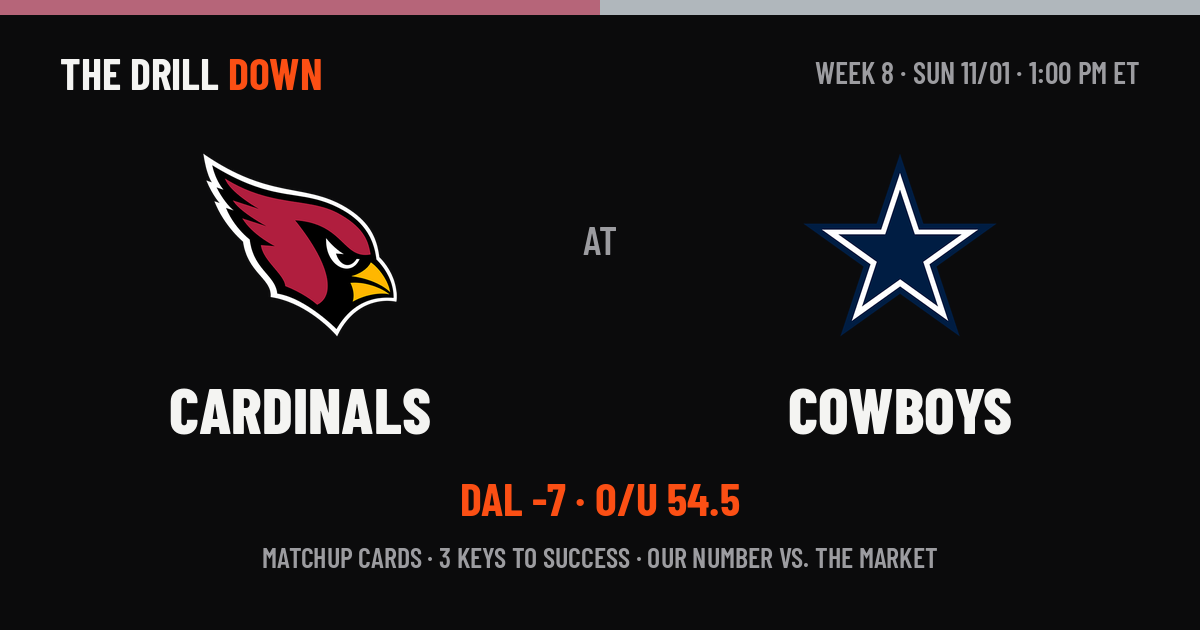 THE DRILL DOWN
WEEK 8 · SUN 11/01 · 1:00 PM ET
AT
CARDINALS
COWBOYS
DAL -7 · O/U 54.5
MATCHUP CARDS · 3 KEYS TO SUCCESS · OUR NUMBER VS. THE MARKET